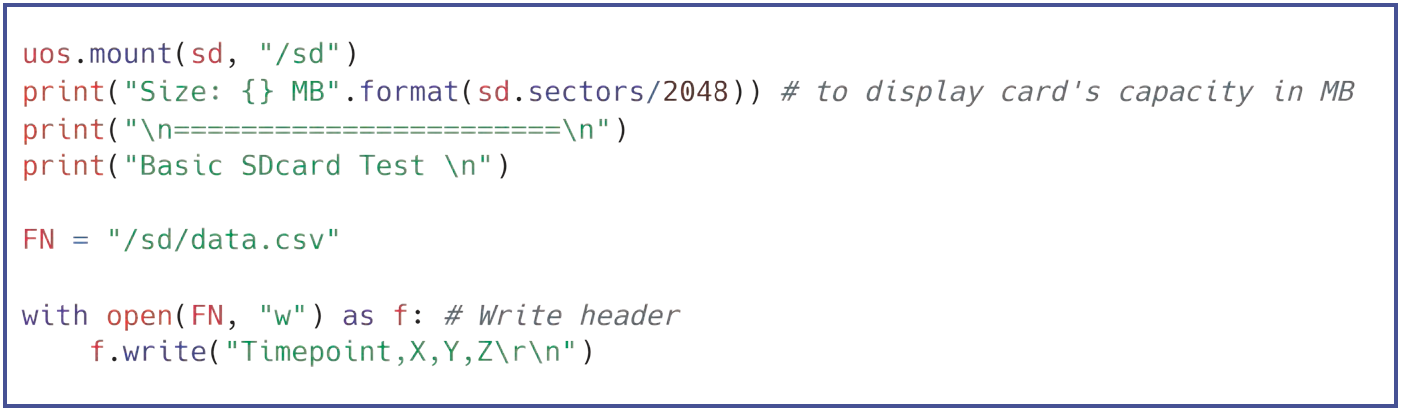 uos.mount(sd, "/sd")
print("Size: {} MB".format(sd.sectors/2048)) # to display card's capacity in MB
print("\n=======================\n")
print("Basic SDcard Test \n")
FN = "/sd/data.csv"
with open(FN, "w") as f: # Write header
    f.write("Timepoint,X,Y,Z\r\n")